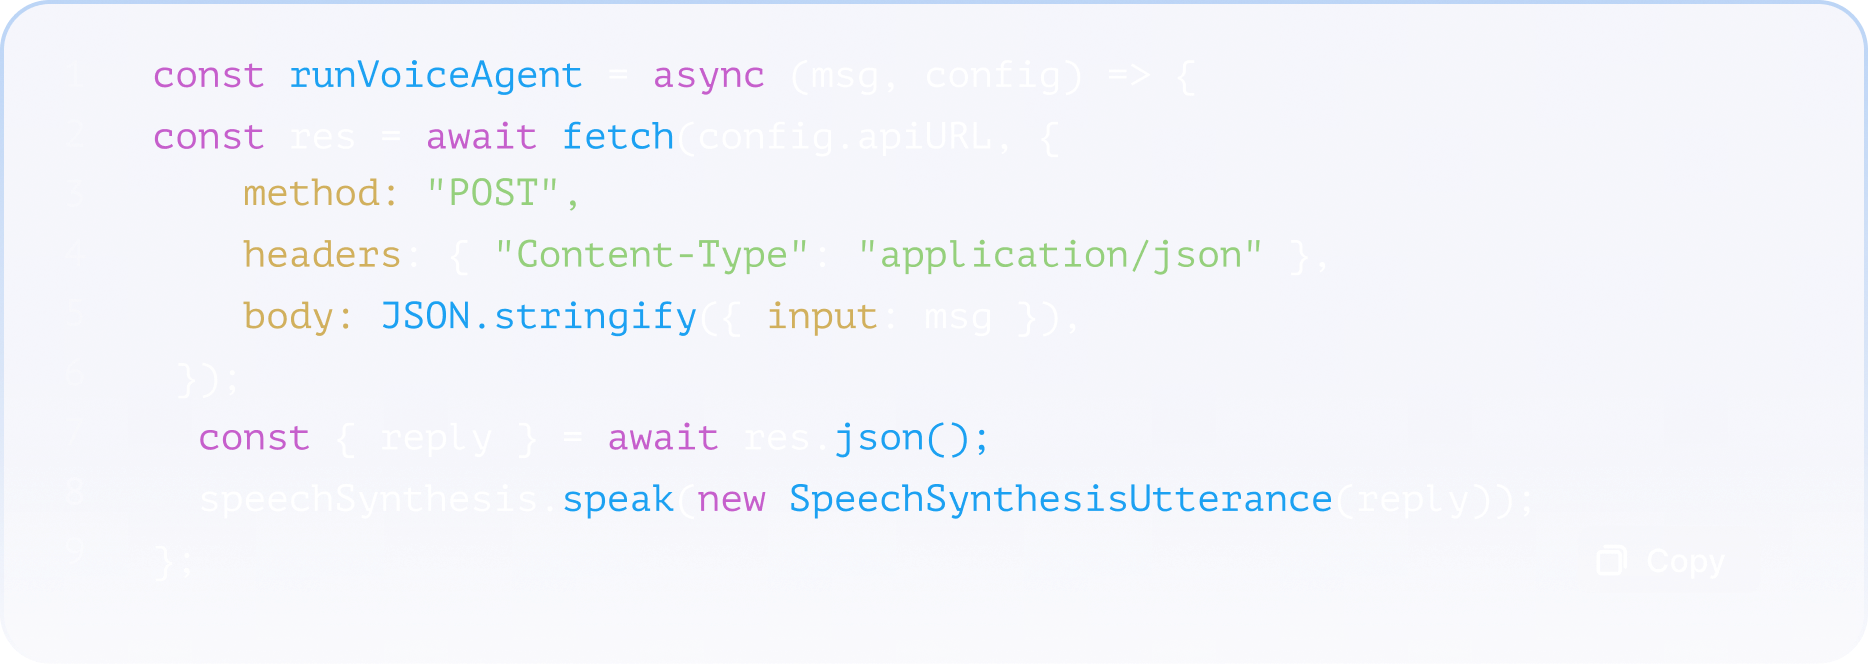 1 const runVoiceAgent = async (msg, config) => {
2 const res = await fetch(config.apiURL, {
3 method: "POST",
4 headers: { "Content-Type": "application/json" },
5 body: JSON.stringify({ input: msg }),
6 });
const { reply } = await res.json();
8 speechSynthesis.speak(new SpeechSynthesisUtterance(reply));
9 };
Copy